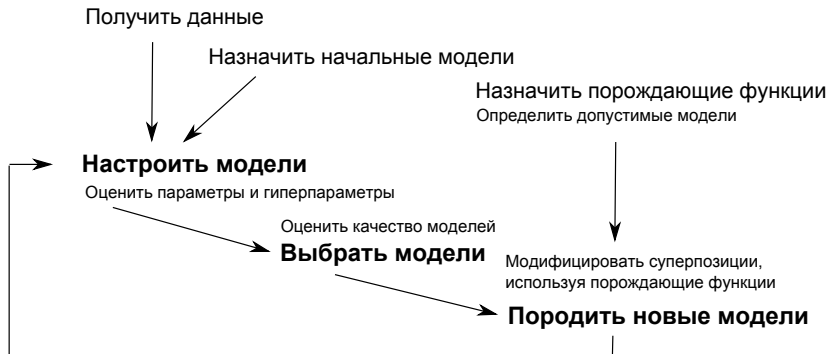 Получить данные
Назначить начальные модели
Назначить порождающие функции
Определить допустимые модели
Настроить модели
Оценить параметры и гиперпараметры
Оценить качество моделей
Выбрать модели
Модифицировать суперпозиции,
используя порождающие функции
Породить новые модели